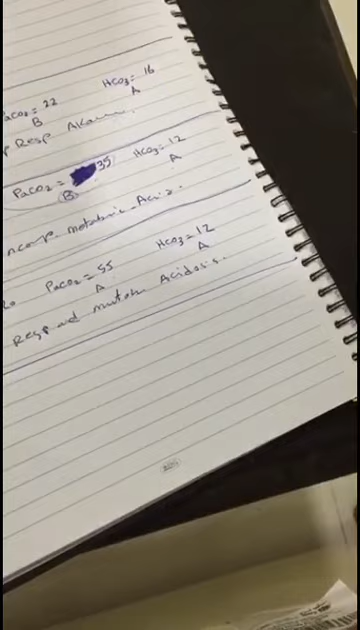 PaCO2 = 22 HCO3 = 16
B A
Resp Alka
PaCO2 = 35 HCO3 = 12
B A
metabolic Acid
PaCO2 = 55 HCO3 = 12
A A
Resp and metab Acidosis